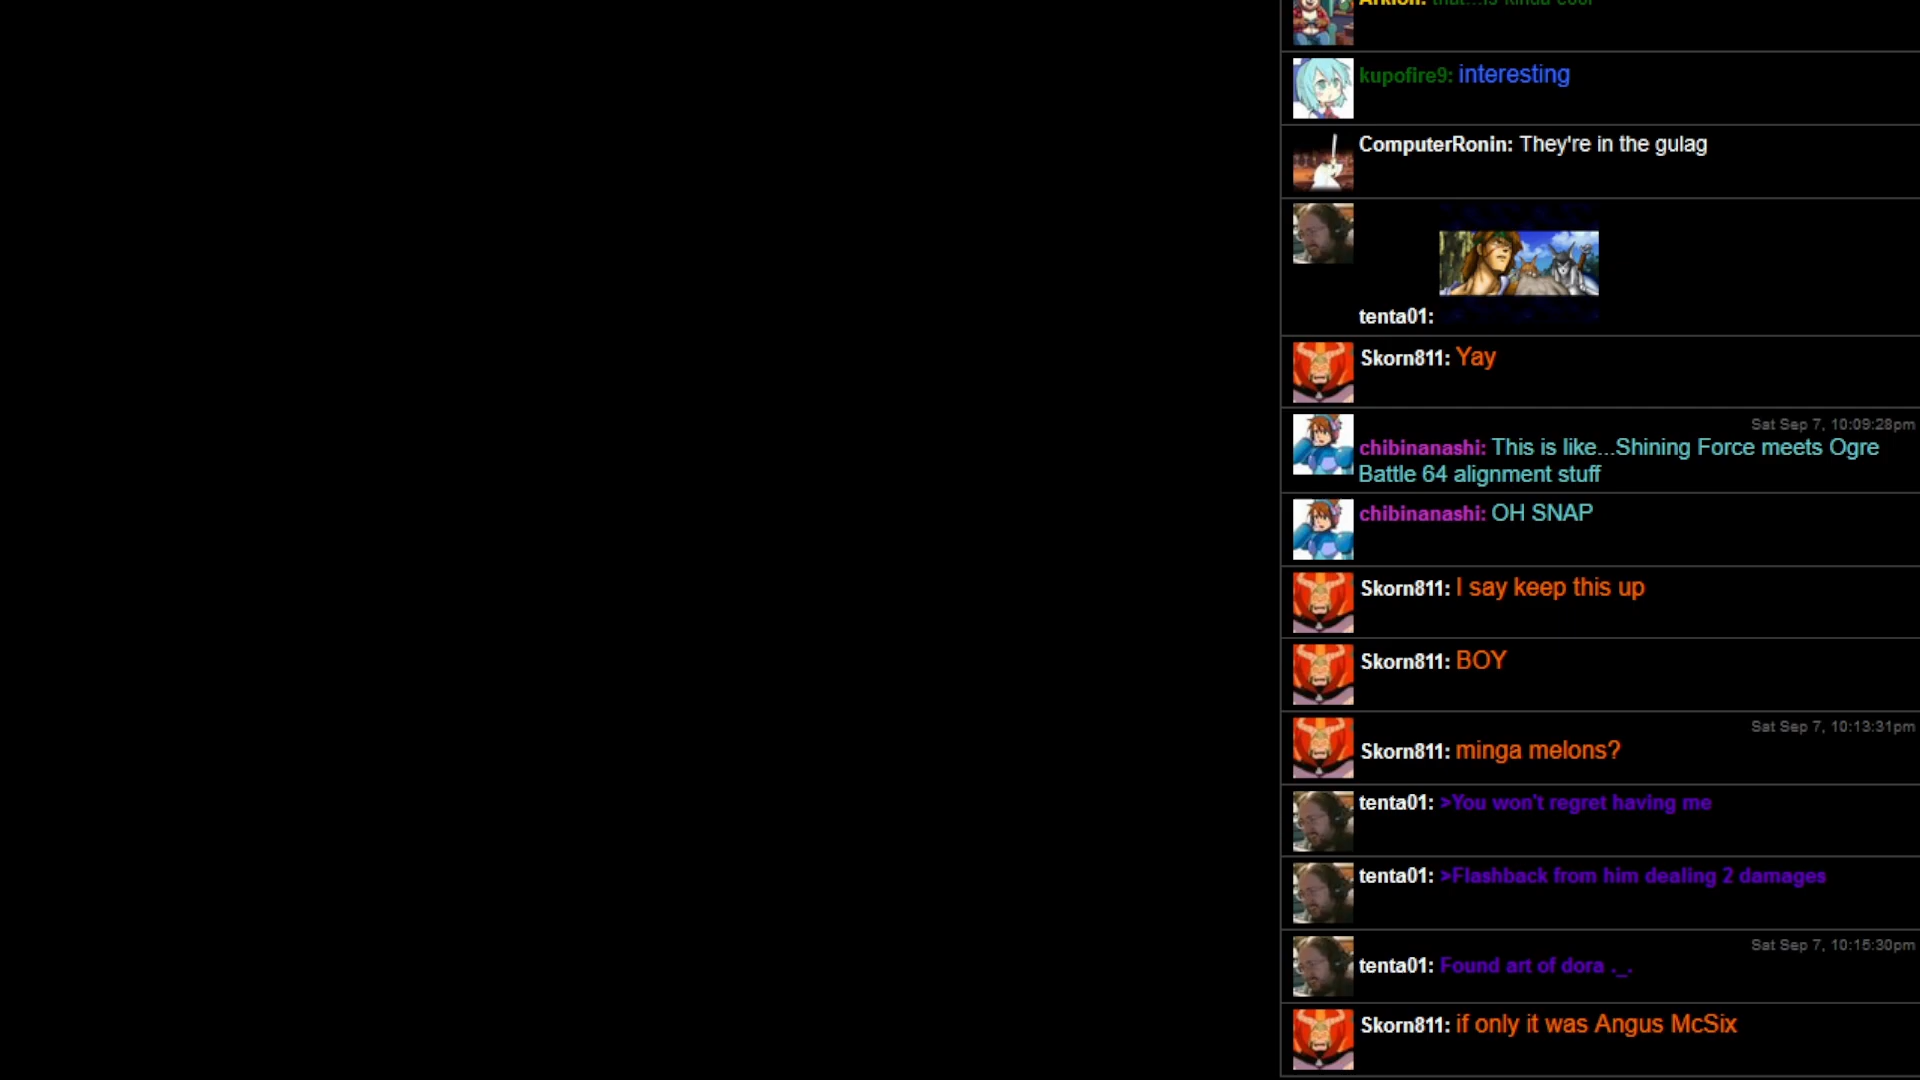 Arkion: that...is kinda cool
kupofire9: interesting
ComputerRonin: They're in the gulag
tenta01:
Skorn811: Yay
Sat Sep 7, 10:09:28pm
chibinanashi: This is like...Shining Force meets Ogre
Battle 64 alignment stuff
chibinanashi: OH SNAP
Skorn811: I say keep this up
Skorn811: BOY
Sat Sep 7, 10:13:31pm
Skorn811: minga melons?
tenta01: >You won't regret having me
tenta01: >Flashback from him dealing 2 damages
Sat Sep 7, 10:15:30pm
tenta01: Found art of dora ._.
Skorn811: if only it was Angus McSix